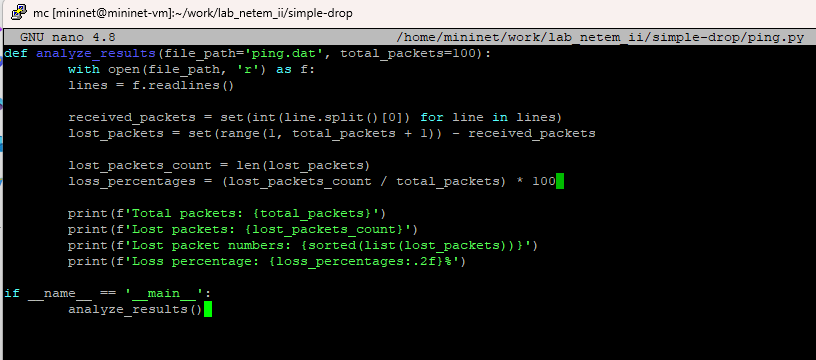 mc [mininet@mininet-vm]:~/work/lab_netem_ii/simple-drop
GNU nano 4.8 /home/mininet/work/lab_netem_ii/simple-drop/ping.py
def analyze_results(file_path='ping.dat', total_packets=100):
        with open(file_path, 'r') as f:
        lines = f.readlines()

        received_packets = set(int(line.split()[0]) for line in lines)
        lost_packets = set(range(1, total_packets + 1)) - received_packets

        lost_packets_count = len(lost_packets)
        loss_percentages = (lost_packets_count / total_packets) * 100

        print(f'Total packets: {total_packets}')
        print(f'Lost packets: {lost_packets_count}')
        print(f'Lost packet numbers: {sorted(list(lost_packets))}')
        print(f'Loss percentage: {loss_percentages:.2f}%')

if __name__ == '__main__':
        analyze_results()